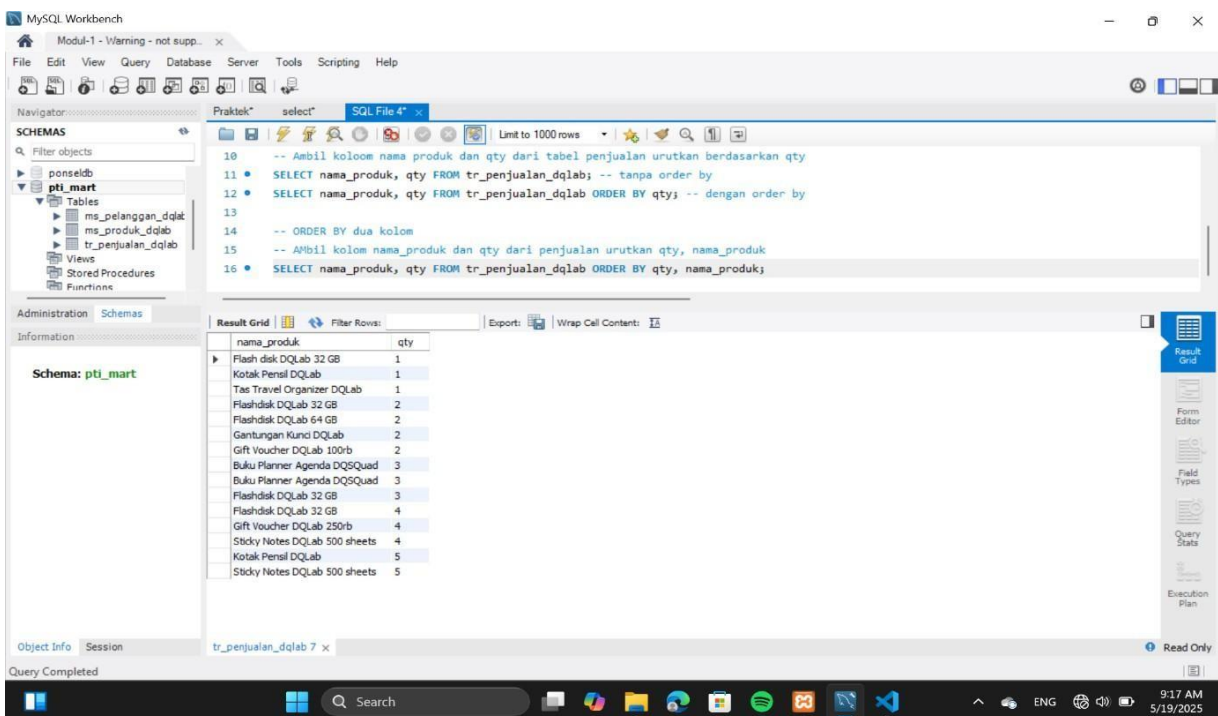 MySQL Workbench
Modul-1 - Warning - not supp..
File Edit View Query Database Server Tools Scripting Help
Navigator
Praktek* select* SQL File 4*
SCHEMAS
Filter objects
ponseldb
pti_mart
Tables
ms_pelanggan_dqlab
ms_produk_dqlab
tr_penjualan_dqlab
Views
Stored Procedures
Functions
Administration Schemas
Information
Schema: pti_mart
Object Info Session
Limit to 1000 rows
10 -- Ambil koloom nama produk dan qty dari tabel penjualan urutkan berdasarkan qty
11 SELECT nama_produk, qty FROM tr_penjualan_dqlab; -- tanpa order by
12 SELECT nama_produk, qty FROM tr_penjualan_dqlab ORDER BY qty; -- dengan order by
13
14 -- ORDER BY dua kolom
15 -- AMbil kolom nama_produk dan qty dari penjualan urutkan qty, nama_produk
16 SELECT nama_produk, qty FROM tr_penjualan_dqlab ORDER BY qty, nama_produk;
Result Grid Filter Rows: Export: Wrap Cell Content:
nama_produk qty
Flash disk DQLab 32 GB 1
Kotak Pensil DQLab 1
Tas Travel Organizer DQLab 1
Flashdisk DQLab 32 GB 2
Flashdisk DQLab 64 GB 2
Gantungan Kunci DQLab 2
Gift Voucher DQLab 100rb 2
Buku Planner Agenda DQSQuad 3
Buku Planner Agenda DQSQuad 3
Flashdisk DQLab 32 GB 3
Flashdisk DQLab 32 GB 4
Gift Voucher DQLab 250rb 4
Sticky Notes DQLab 500 sheets 4
Kotak Pensil DQLab 5
Sticky Notes DQLab 500 sheets 5
Result
Grid
Form
Editor
Field
Types
Query
Stats
Execution
Plan
tr_penjualan_dqlab 7
Read Only
Query Completed
Search
ENG
9:17 AM
5/19/2025